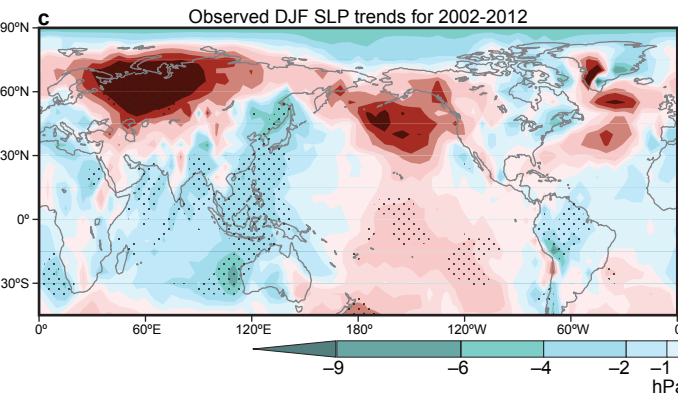 c Observed DJF SLP trends for 2002-2012
90ºN
60ºN
30ºN
0º
30ºS
0º 60ºE 120ºE 180º 120ºW 60ºW
–9 –6 –4 –2 –1
hPa